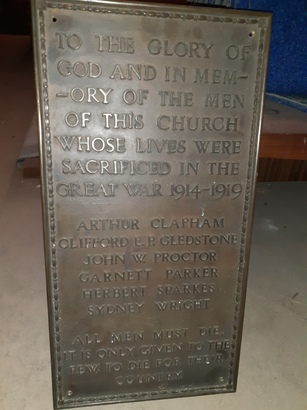 TO THE GLORY OF
GOD AND IN MEM-
-ORY OF THE MEN
OF THIS CHURCH
WHOSE LIVES WERE
SACRIFICED IN THE
GREAT WAR 1914-1919
ARTHUR CLAPHAM
CLIFFORD E.P. GLEDSTONE
JOHN W. PROCTOR
GARNETT PARKER
HERBERT SPARKES
SYDNEY WRIGHT
ALL MEN MUST DIE.
IT IS ONLY GIVEN TO THE
FEW TO DIE FOR THEIR
COUNTRY